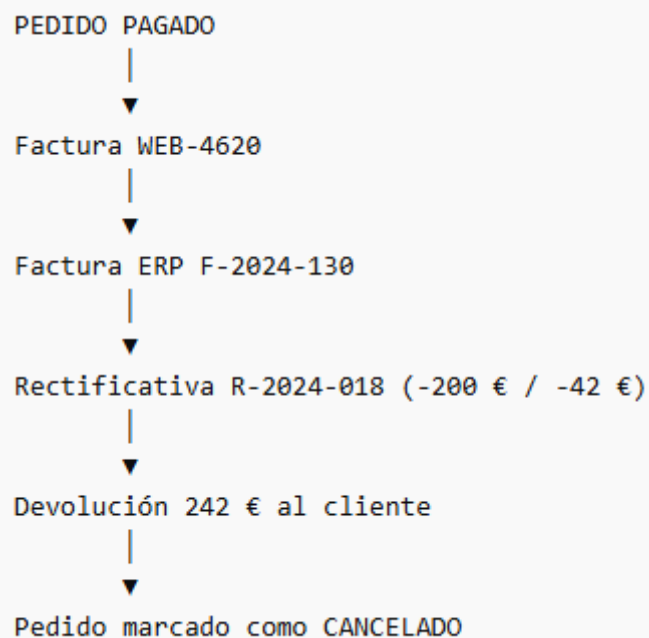 PEDIDO PAGADO
Factura WEB-4620
Factura ERP F-2024-130
Rectificativa R-2024-018 (-200 € / -42 €)
Devolución 242 € al cliente
Pedido marcado como CANCELADO